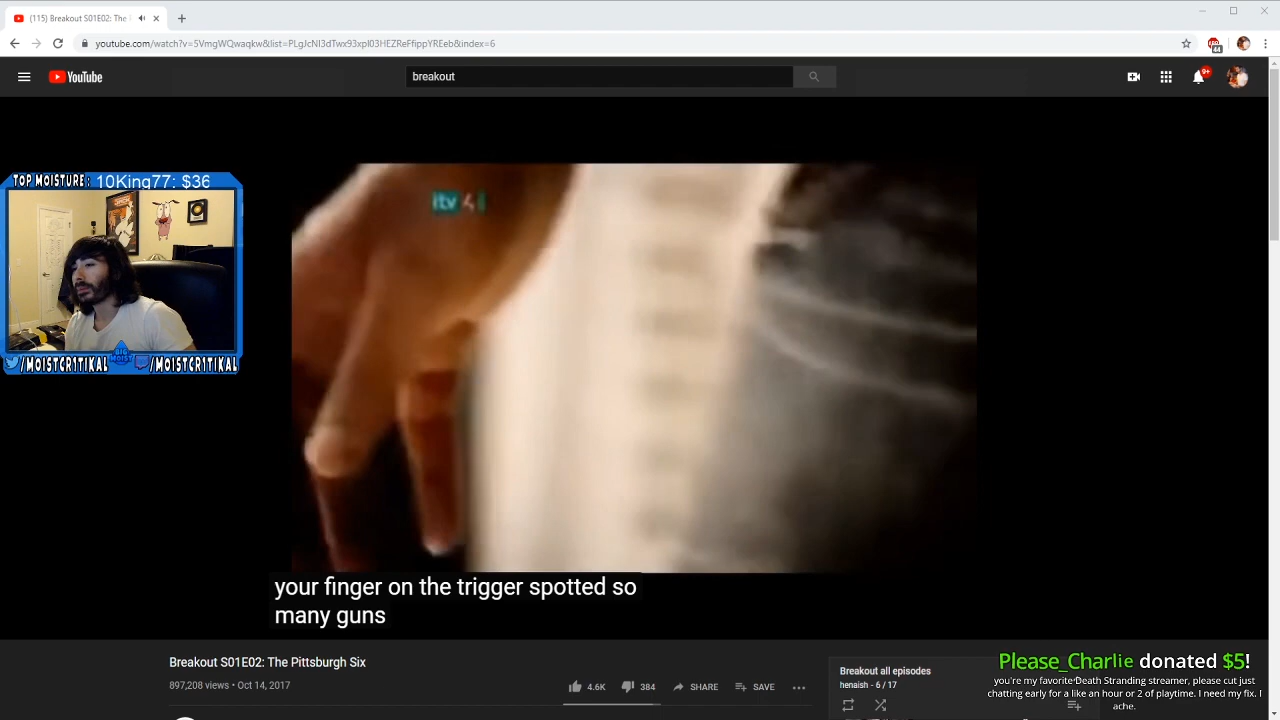 (115) Breakout S01E02: The
youtube.com/watch?v=5VmgWQwaqkw&list=PLgJcNI3dTwx93xpI03HEZReFfippYREeb&index=6
44
YouTube
breakout
9+
TOP MOISTURE: 10King77: $36
itv 4
BIG MOIST
/MOISTCR1TIKAL
/MOISTCR1TIKAL
your finger on the trigger spotted so
many guns
Breakout S01E02: The Pittsburgh Six
897,208 views • Oct 14, 2017
4.6K
384
SHARE
SAVE
Breakout all episodes
henaish - 6 / 17
Please_Charlie donated $5!
you're my favorite Death Stranding streamer, please cut just
chatting early for a like an hour or 2 of playtime. I need my fix. I
ache.